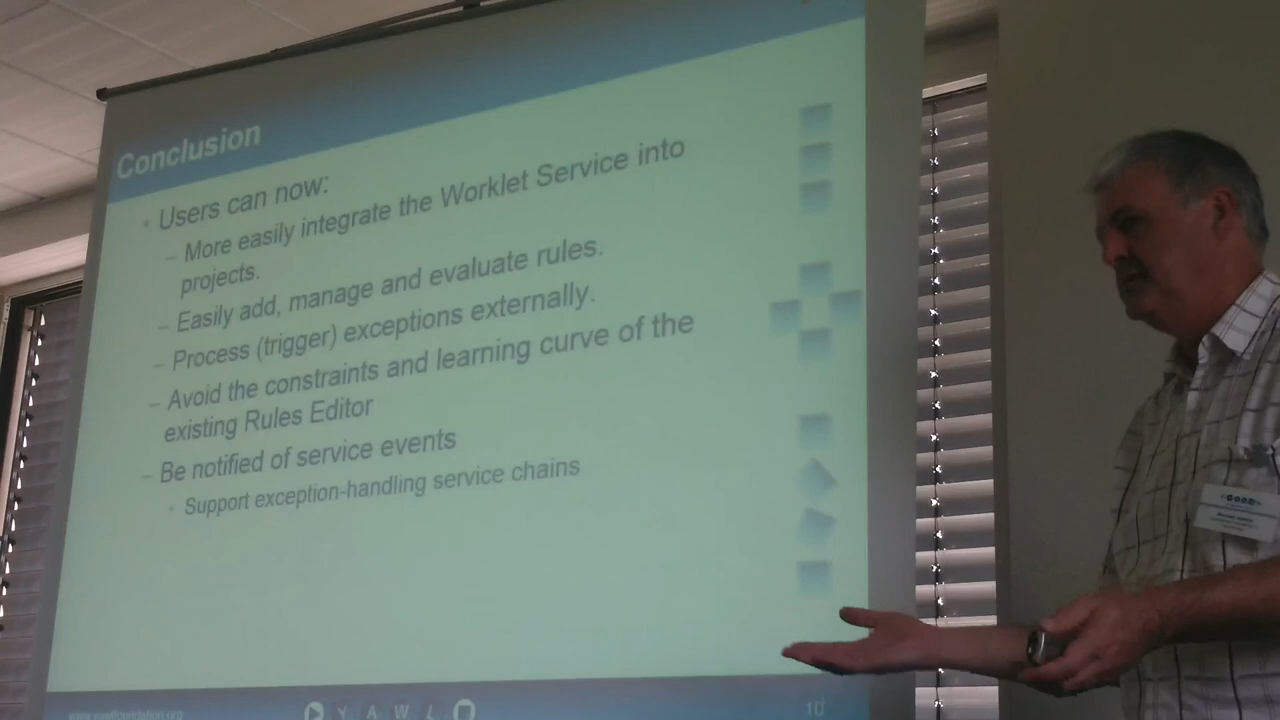 Conclusion
• Users can now:
– More easily integrate the Worklet Service into
projects.
– Easily add, manage and evaluate rules.
– Process (trigger) exceptions externally.
– Avoid the constraints and learning curve of the
existing Rules Editor
– Be notified of service events
• Support exception-handling service chains
YAWL
10